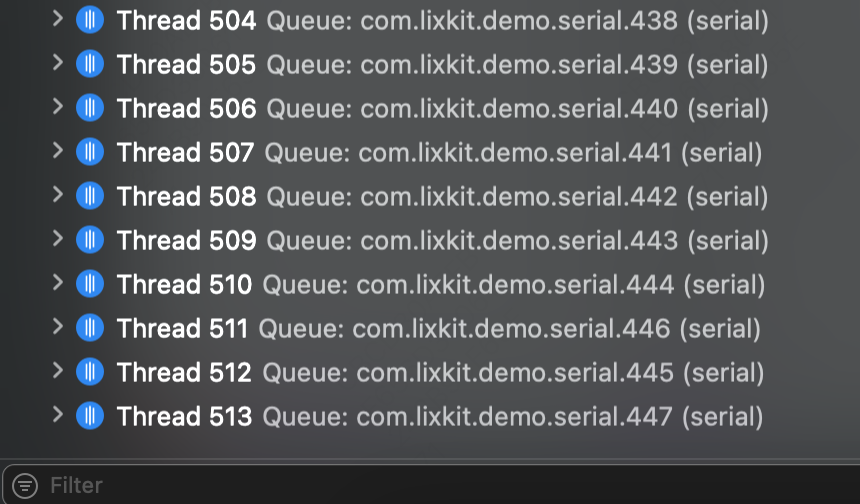 Thread 504 Queue: com.lixkit.demo.serial.438 (serial)
Thread 505 Queue: com.lixkit.demo.serial.439 (serial)
Thread 506 Queue: com.lixkit.demo.serial.440 (serial)
Thread 507 Queue: com.lixkit.demo.serial.441 (serial)
Thread 508 Queue: com.lixkit.demo.serial.442 (serial)
Thread 509 Queue: com.lixkit.demo.serial.443 (serial)
Thread 510 Queue: com.lixkit.demo.serial.444 (serial)
Thread 511 Queue: com.lixkit.demo.serial.446 (serial)
Thread 512 Queue: com.lixkit.demo.serial.445 (serial)
Thread 513 Queue: com.lixkit.demo.serial.447 (serial)
Filter